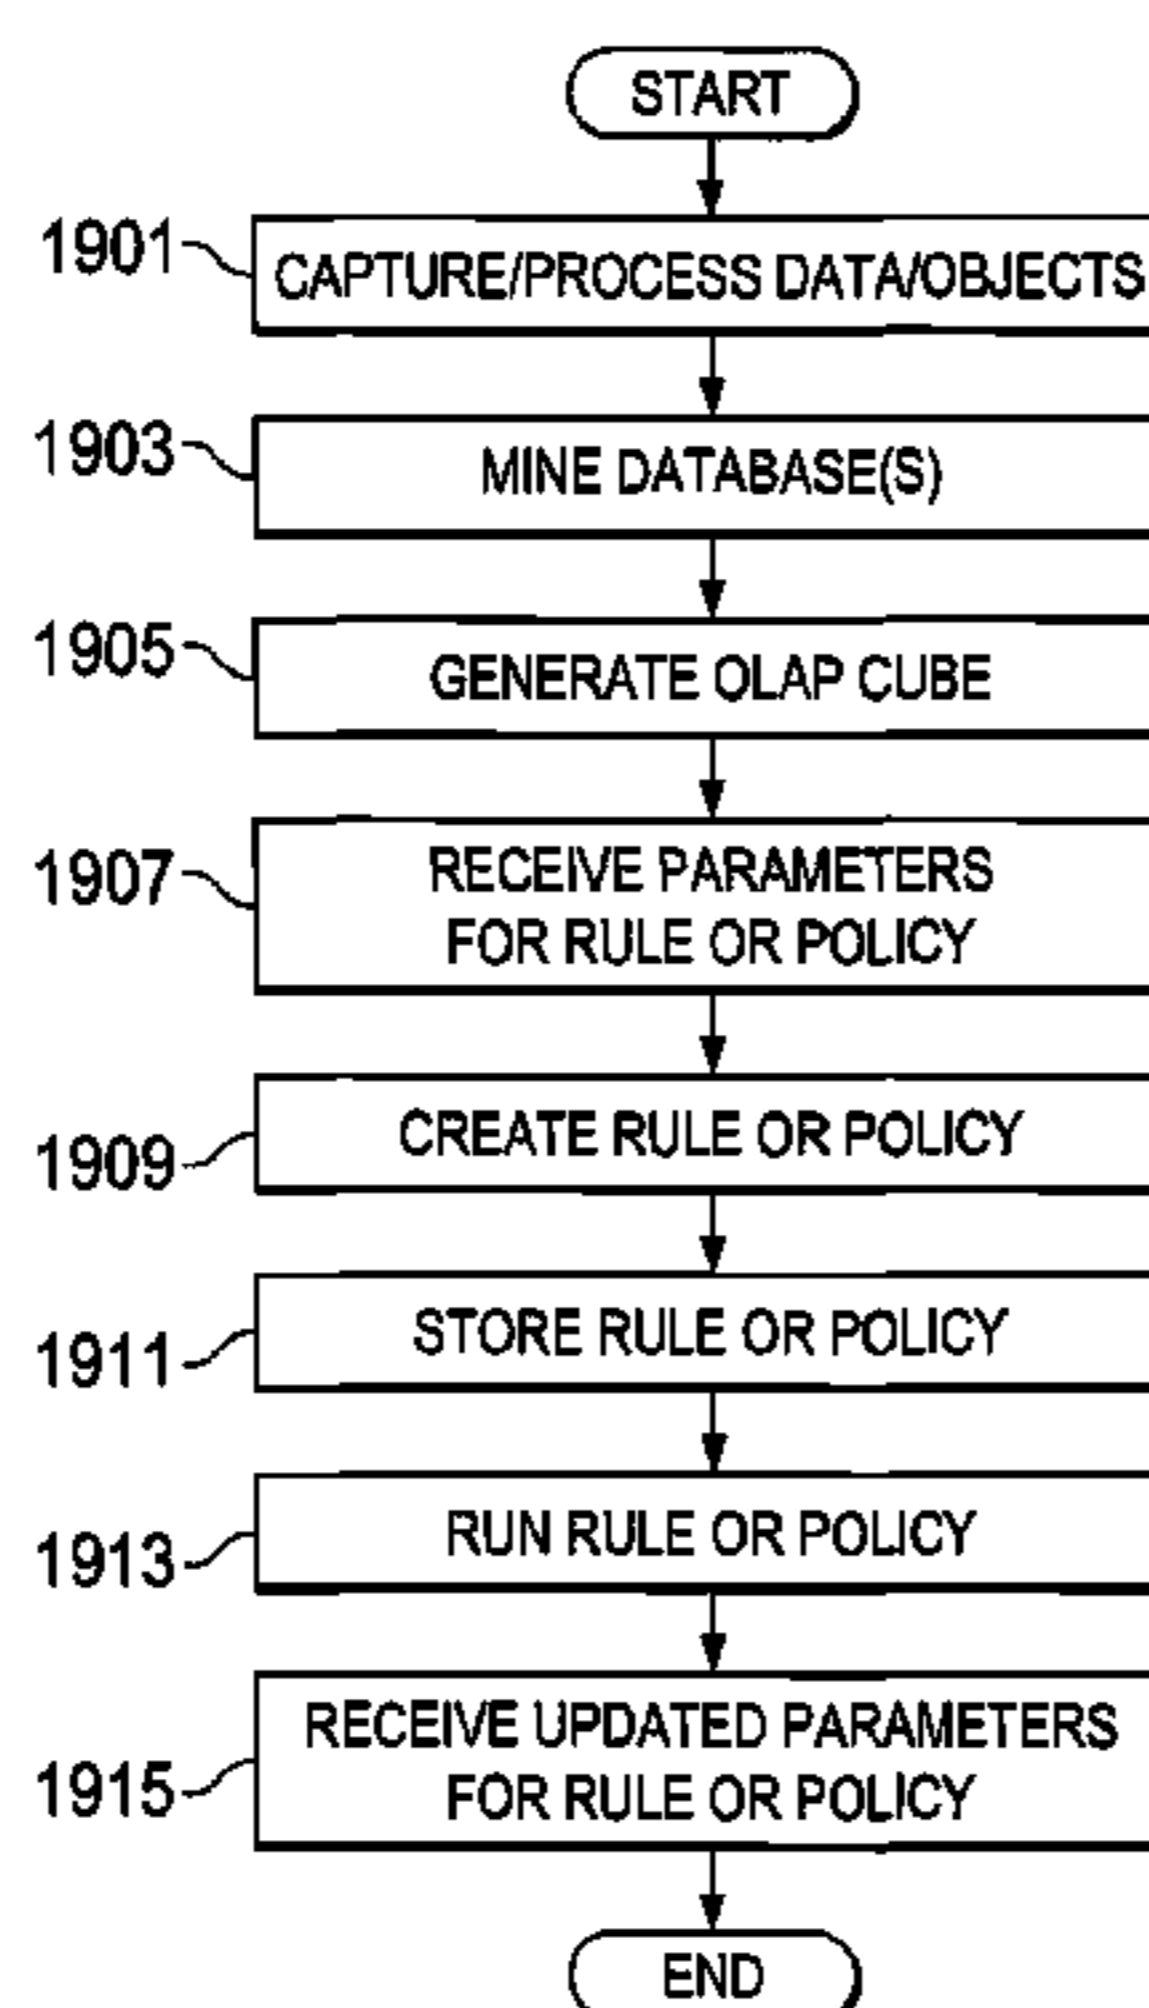 START
1901
CAPTURE/PROCESS DATA/OBJECTS
1903
MINE DATABASE(S)
1905
GENERATE OLAP CUBE
1907
RECEIVE PARAMETERS
FOR RULE OR POLICY
1909
CREATE RULE OR POLICY
1911
STORE RULE OR POLICY
1913
RUN RULE OR POLICY
1915
RECEIVE UPDATED PARAMETERS
FOR RULE OR POLICY
END